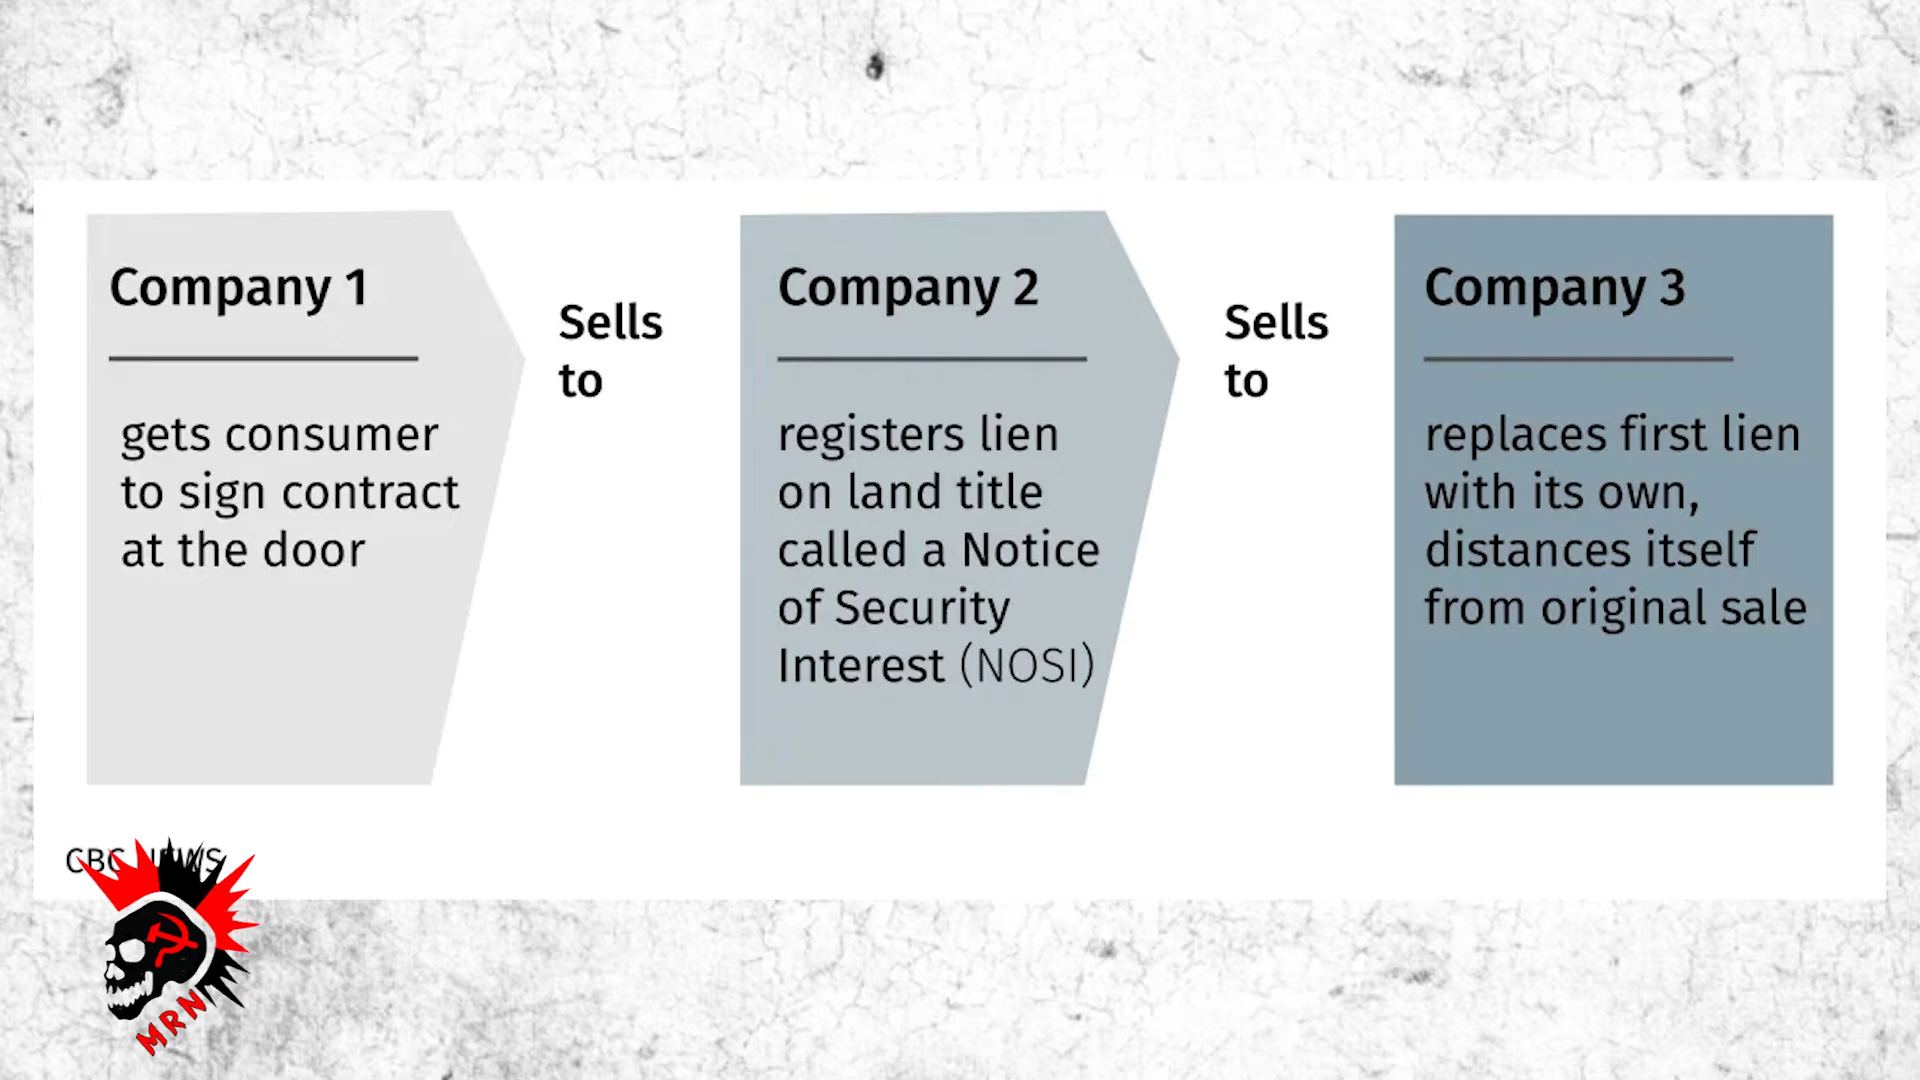 Company 1
gets consumer
to sign contract
at the door
Sells
to
Company 2
registers lien
on land title
called a Notice
of Security
Interest (NOSI)
Sells
to
Company 3
replaces first lien
with its own,
distances itself
from original sale
CBC NEWS
MRN